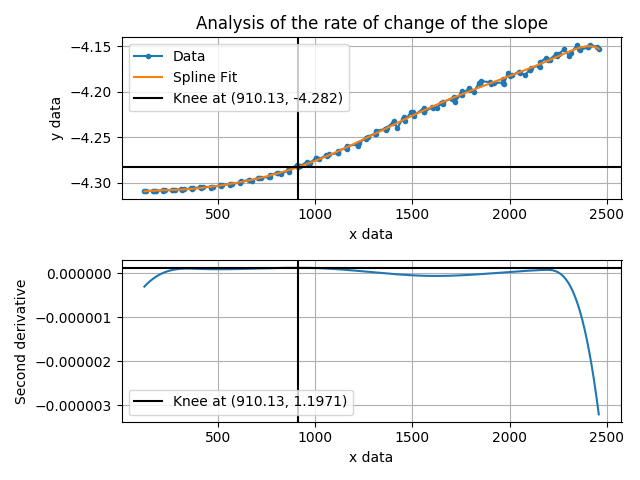 Analysis of the rate of change of the slope
−4.15
−4.20
−4.25
−4.30
y data
Data
Spline Fit
Knee at (910.13, -4.282)
500
1000
1500
2000
2500
x data
0.000000
−0.000001
−0.000002
−0.000003
Second derivative
Knee at (910.13, 1.1971)
500
1000
1500
2000
2500
x data